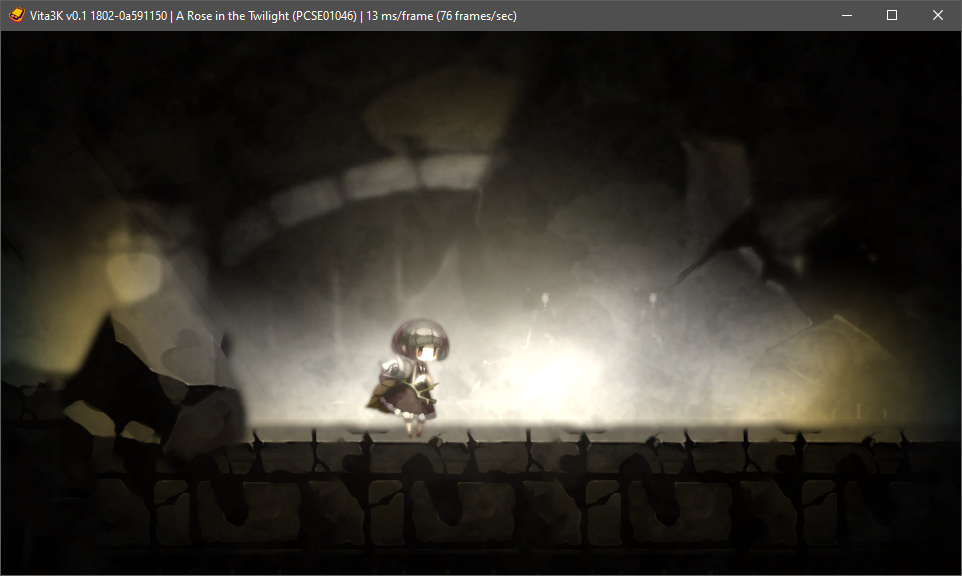 Vita3K v0.1 1802-0a591150 | A Rose in the Twilight (PCSE01046) | 13 ms/frame (76 frames/sec)